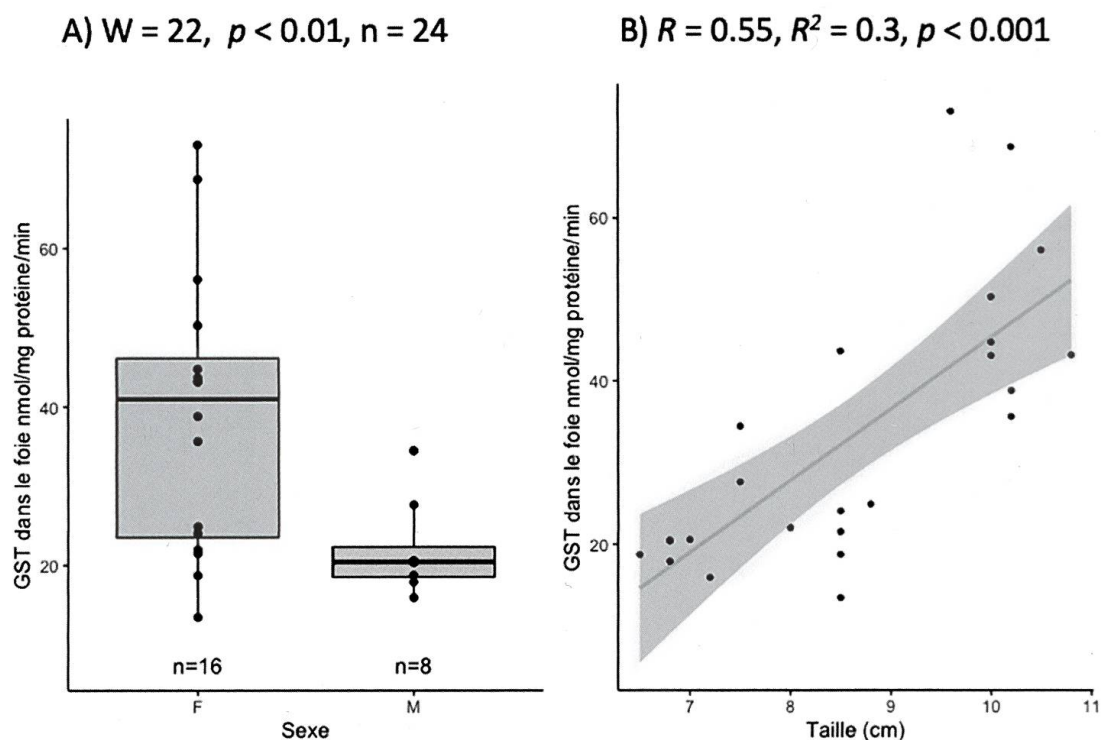 A) W = 22, p < 0.01, n = 24
GST dans le foie nmol/mg protéine/min
60
40
20
n=16
n=8
F
M
Sexe
B) R = 0.55, R² = 0.3, p < 0.001
GST dans le foie nmol/mg protéine/min
60
40
20
7
8
9
10
11
Taille (cm)